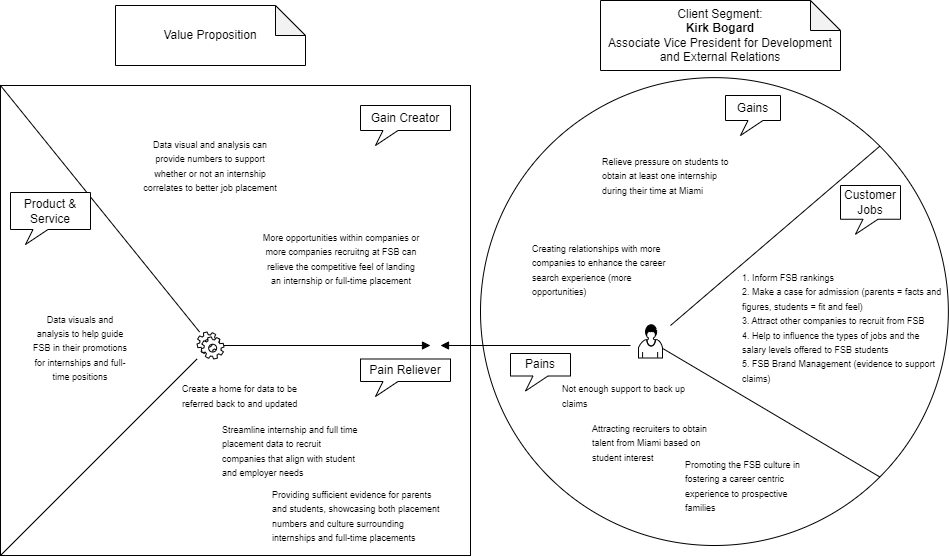 Value Proposition
Client Segment:
Kirk Bogard
Associate Vice President for Development
and External Relations
Gain Creator
Data visual and analysis can
provide numbers to support
whether or not an internship
correlates to better job placement
Product &
Service
More opportunities within companies or
more companies recruitng at FSB can
relieve the competitive feel of landing
an internship or full-time placement
Data visuals and
analysis to help guide
FSB in their promotions
for internships and full-
time positions
Pain Reliever
Create a home for data to be
referred back to and updated
Streamline internship and full time
placement data to recruit
companies that align with student
and employer needs
Providing sufficient evidence for parents
and students, showcasing both placement
numbers and culture surrounding
internships and full-time placements
Gains
Relieve pressure on students to
obtain at least one internship
during their time at Miami
Creating relationships with more
companies to enhance the career
search experience (more
opportunities)
Customer
Jobs
1. Inform FSB rankings
2. Make a case for admission (parents = facts and
figures, students = fit and feel)
3. Attract other companies to recruit from FSB
4. Help to influence the types of jobs and the
salary levels offered to FSB students
5. FSB Brand Management (evidence to support
claims)
Pains
Not enough support to back up
claims
Attracting recruiters to obtain
talent from Miami based on
student interest
Promoting the FSB culture in
fostering a career centric
experience to prospective
families